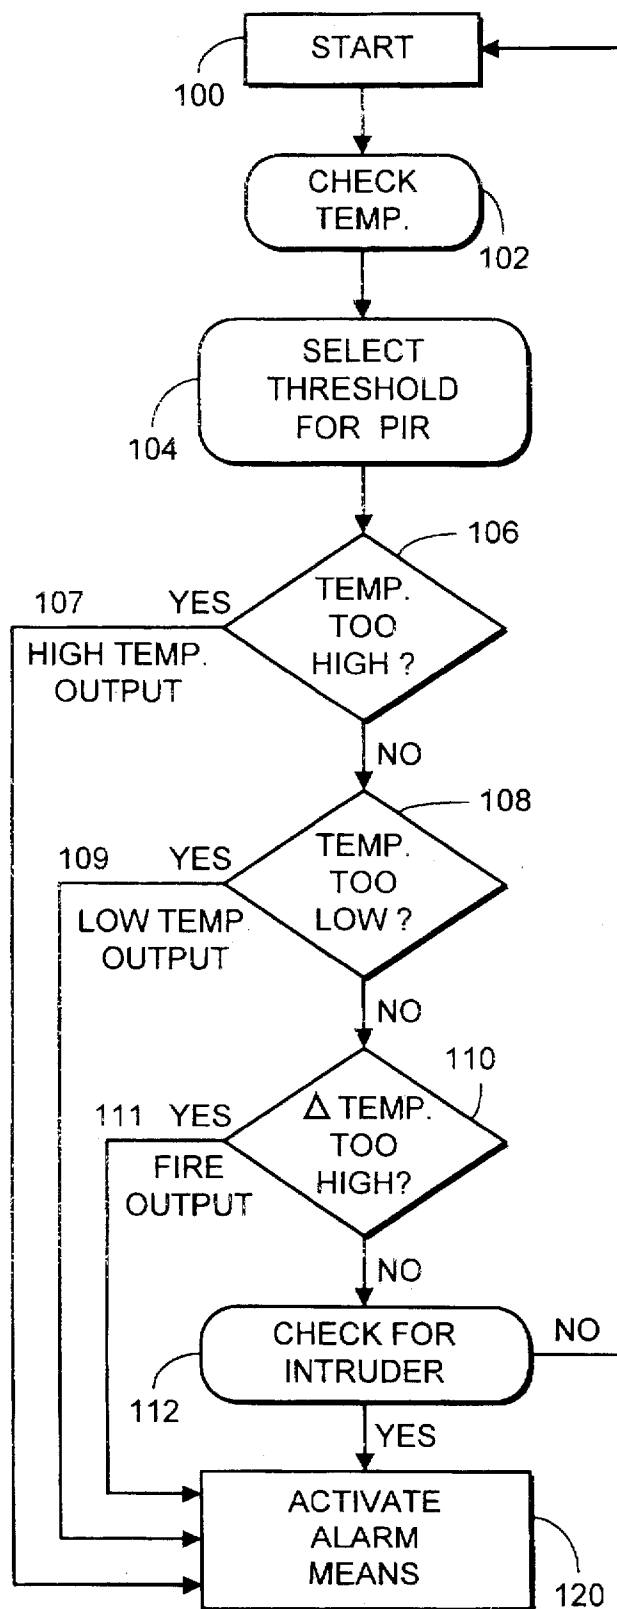 START
100
CHECK
TEMP.
102
SELECT
THRESHOLD
FOR PIR
104
106
TEMP.
TOO
HIGH ?
107 YES
HIGH TEMP.
OUTPUT
NO
108
TEMP.
TOO
LOW ?
109 YES
LOW TEMP.
OUTPUT
NO
110
Δ TEMP.
TOO
HIGH?
111 YES
FIRE
OUTPUT
NO
CHECK FOR
INTRUDER
NO
112
YES
ACTIVATE
ALARM
MEANS
120